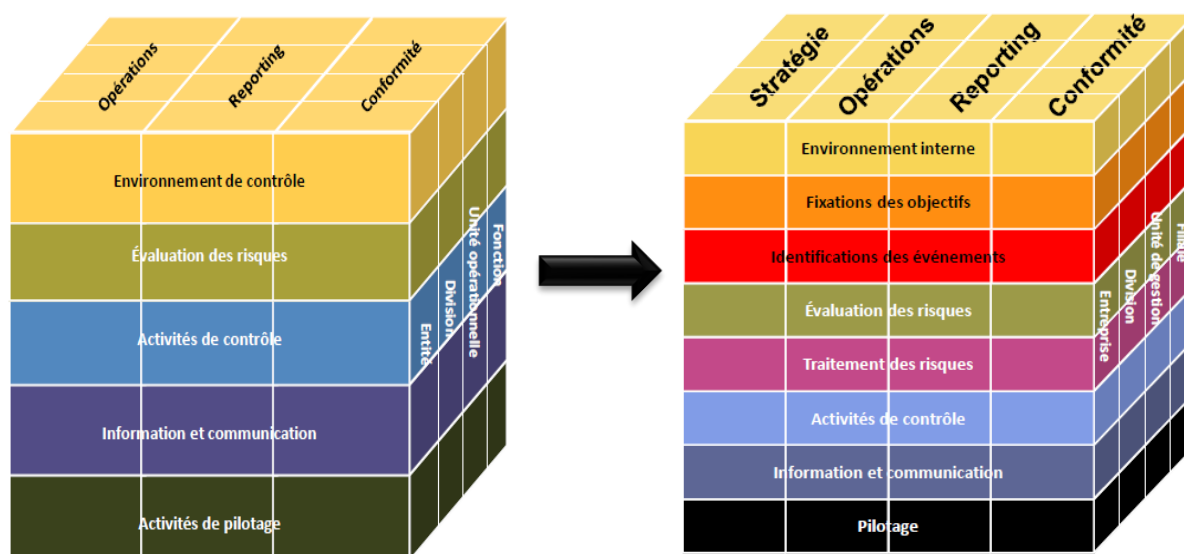 Opérations
Reporting
Conformité
Environnement de contrôle
Évaluation des risques
Activités de contrôle
Information et communication
Activités de pilotage
Entité
Division
Unité opérationnelle
Fonction
Stratégie
Opérations
Reporting
Conformité
Environnement interne
Fixations des objectifs
Identifications des événements
Évaluation des risques
Traitement des risques
Activités de contrôle
Information et communication
Pilotage
Entreprise
Division
Unité de gestion
Filiale